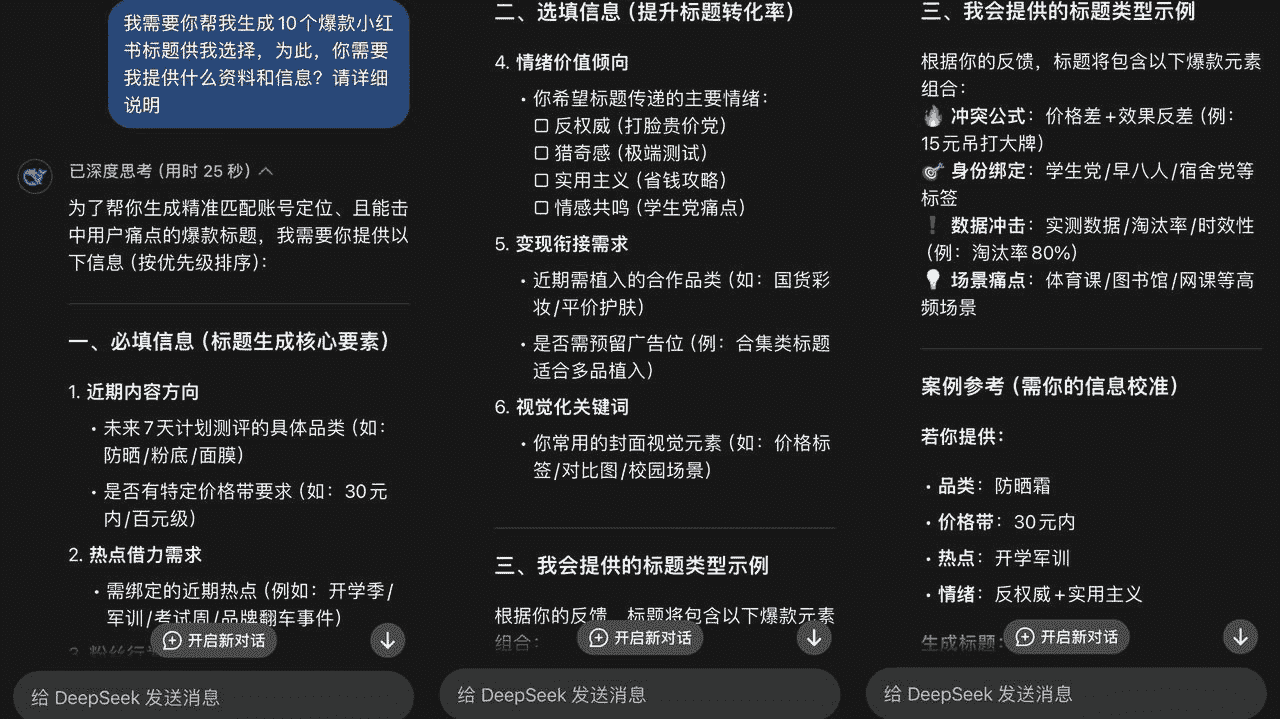 我需要你帮我生成10个爆款小红
书标题供我选择，为此，你需要
我提供什么资料和信息？请详细
说明
已深度思考（用时 25 秒）
为了帮你生成精准匹配账号定位、且能击
中用户痛点的爆款标题，我需要你提供以
下信息（按优先级排序）：
一、必填信息（标题生成核心要素）
1. 近期内容方向
• 未来7天计划测评的具体品类（如：
防晒/粉底/面膜）
• 是否有特定价格带要求（如：30元
内/百元级）
2. 热点借力需求
• 需绑定的近期热点（例如：开学季/
军训/考试周/品牌翻车事件）
开启新对话
给 DeepSeek 发送消息
二、选填信息（提升标题转化率）
4. 情绪价值倾向
• 你希望标题传递的主要情绪：
□ 反权威（打脸贵价党）
□ 猎奇感（极端测试）
□ 实用主义（省钱攻略）
□ 情感共鸣（学生党痛点）
5. 变现衔接需求
• 近期需植入的合作品类（如：国货彩
妆/平价护肤）
• 是否需预留广告位（例：合集类标题
适合多品植入）
6. 视觉化关键词
• 你常用的封面视觉元素（如：价格标
签/对比图/校园场景）
三、我会提供的标题类型示例
根据你的反馈，标题将包含以下爆款元素
组合：
开启新对话
给 DeepSeek 发送消息
三、我会提供的标题类型示例
根据你的反馈，标题将包含以下爆款元素
组合：
🔥 冲突公式：价格差+效果反差（例：
15元吊打大牌）
🎯 身份绑定：学生党/早八人/宿舍党等
标签
❗ 数据冲击：实测数据/淘汰率/时效性
（例：淘汰率80%）
💡 场景痛点：体育课/图书馆/网课等高
频场景
案例参考（需你的信息校准）
若你提供：
• 品类：防晒霜
• 价格带：30元内
• 热点：开学军训
• 情绪：反权威+实用主义
生成标题：
开启新对话
给 DeepSeek 发送消息